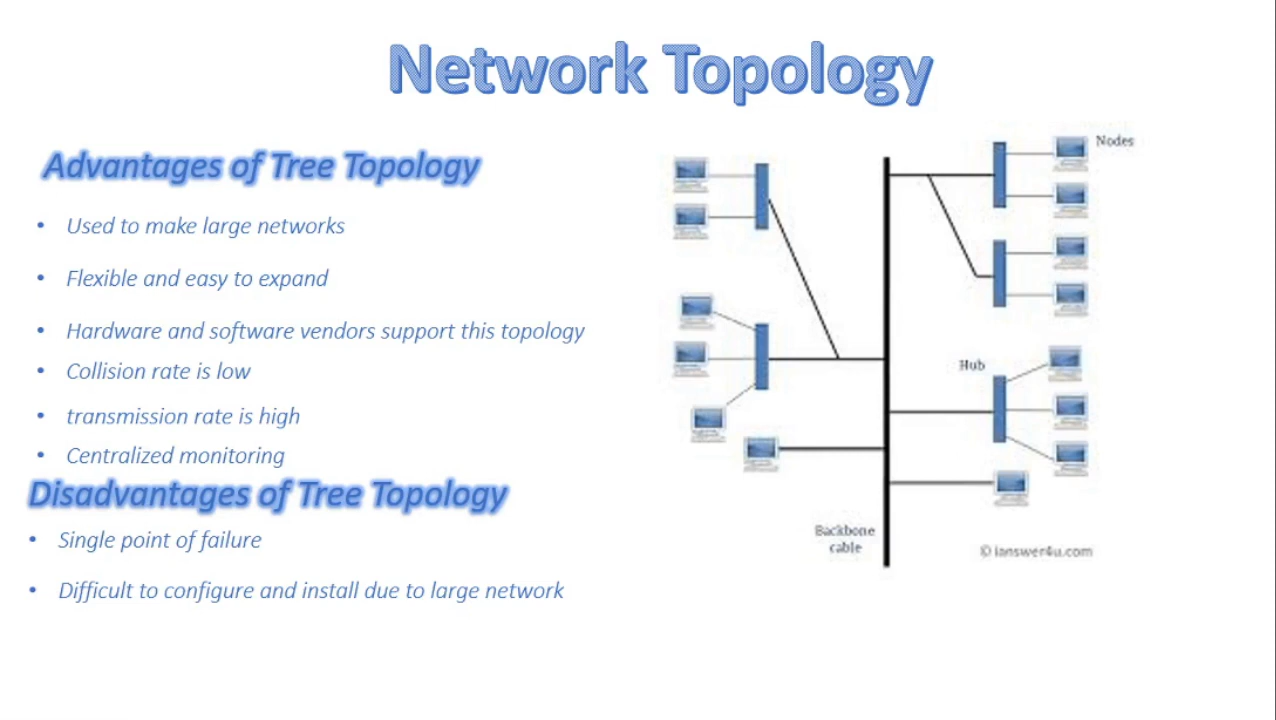 Network Topology
Advantages of Tree Topology
• Used to make large networks
• Flexible and easy to expand
• Hardware and software vendors support this topology
• Collision rate is low
• transmission rate is high
• Centralized monitoring
Disadvantages of Tree Topology
• Single point of failure
• Difficult to configure and install due to large network
Nodes
Hub
Backbone
cable
© ianswer4u.com